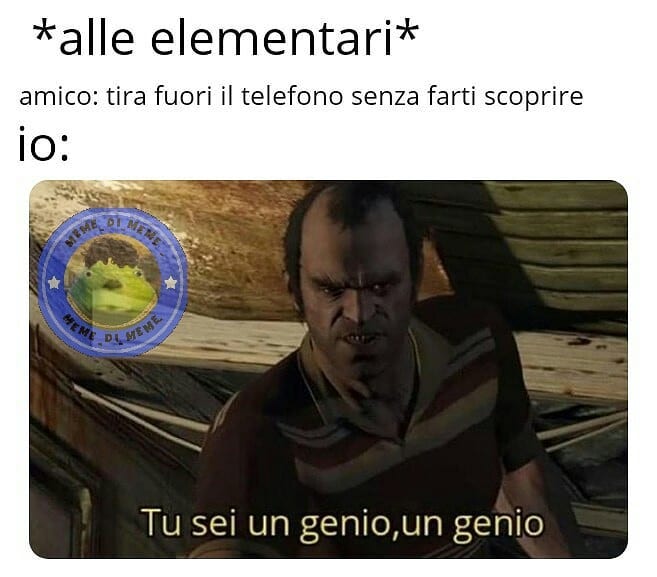 *alle elementari*
amico: tira fuori il telefono senza farti scoprire
io:
MEME DI MEME
MEME DI MEME
Tu sei un genio,un genio